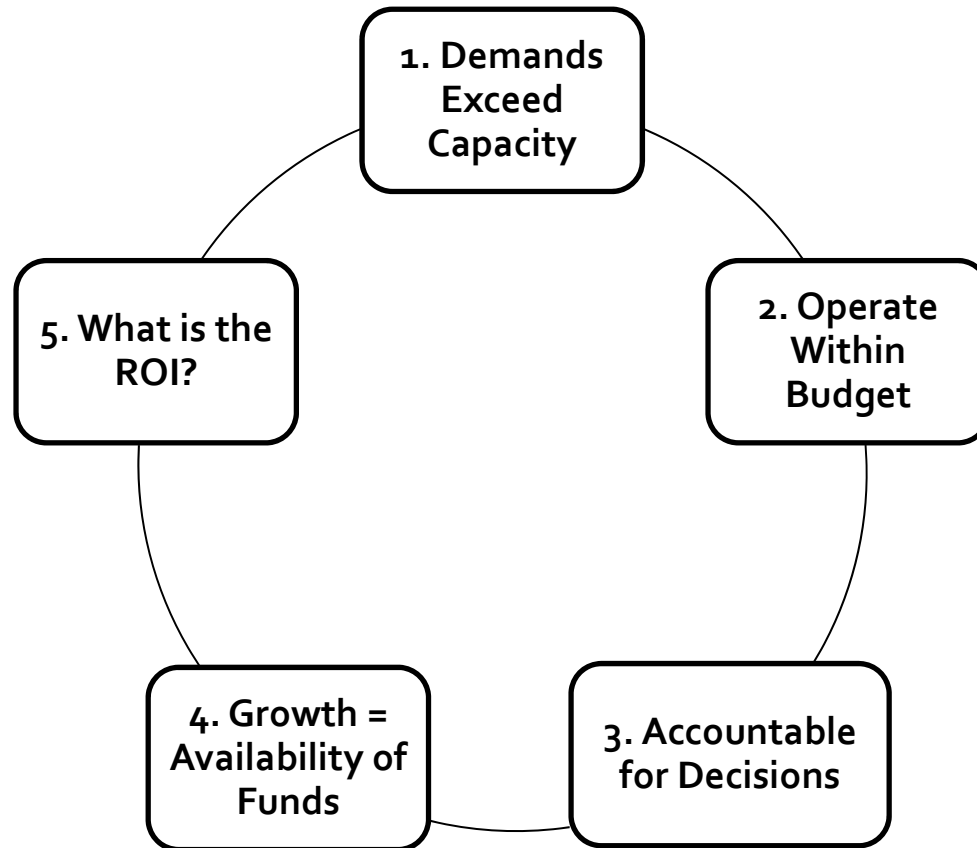 1. Demands
Exceed
Capacity
2. Operate
Within
Budget
3. Accountable
for Decisions
4. Growth =
Availability of
Funds
5. What is the
ROI?